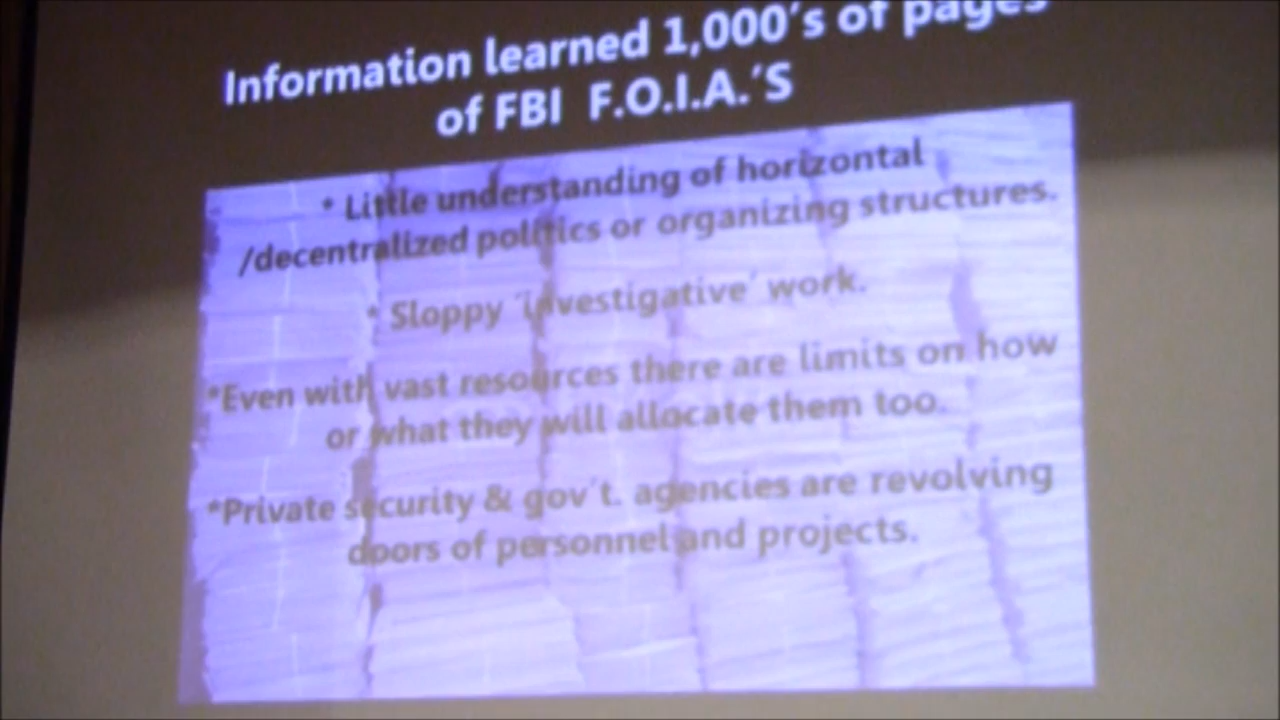 Information learned 1,000's of pages
of FBI F.O.I.A.'S
* Little understanding of horizontal
/decentralized politics or organizing structures.
* Sloppy 'investigative' work.
*Even with vast resources there are limits on how
or what they will allocate them too.
*Private security & gov't. agencies are revolving
doors of personnel and projects.